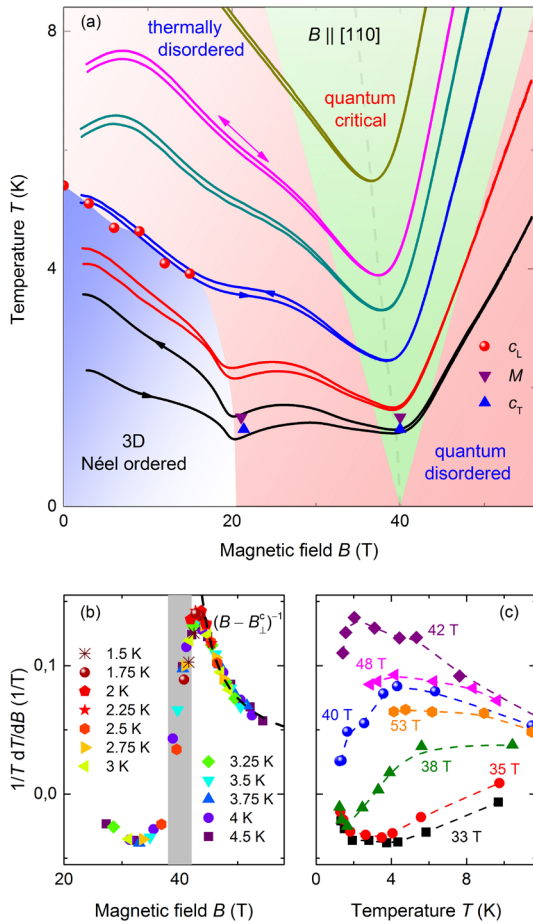 (a)
thermally
disordered
B || [110]
quantum
critical
c_L
M
c_T
3D
Néel ordered
quantum
disordered
8
4
0
Temperature T (K)
0 20 40
Magnetic field B (T)
(b)
(B − B⊥^c)^−1
1.5 K
1.75 K
2 K
2.25 K
2.5 K
2.75 K
3 K
3.25 K
3.5 K
3.75 K
4 K
4.5 K
0,1
0,0
1/T dT/dB (1/T)
20 40 60
Magnetic field B (T)
(c)
42 T
48 T
40 T
53 T
38 T
35 T
33 T
0 4 8
Temperature T (K)